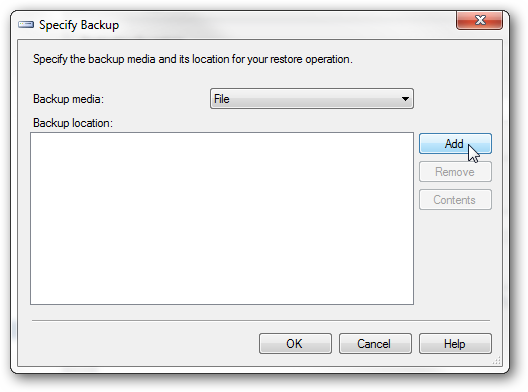 Specify Backup
Specify the backup media and its location for your restore operation.
Backup media:
File
Backup location:
Add
Remove
Contents
OK
Cancel
Help